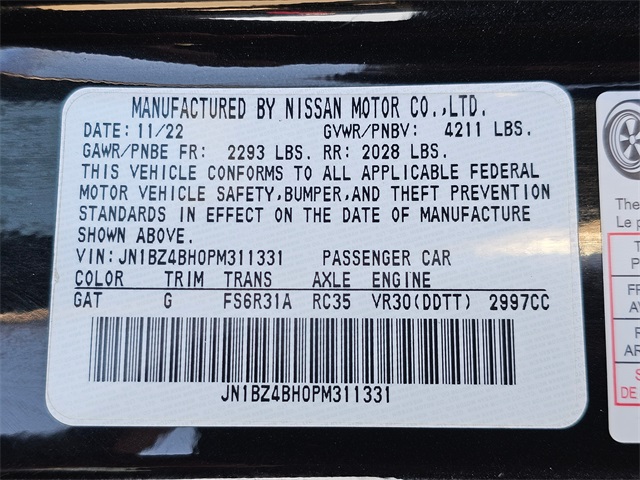 MANUFACTURED BY NISSAN MOTOR CO.,LTD.
DATE: 11/22 GVWR/PNBV: 4211 LBS.
GAWR/PNBE FR: 2293 LBS. RR: 2028 LBS.
THIS VEHICLE CONFORMS TO ALL APPLICABLE FEDERAL
MOTOR VEHICLE SAFETY,BUMPER,AND THEFT PREVENTION
STANDARDS IN EFFECT ON THE DATE OF MANUFACTURE
SHOWN ABOVE.
VIN:JN1BZ4BH0PM311331 PASSENGER CAR
COLOR TRIM TRANS AXLE ENGINE
GAT G FS6R31A RC35 VR30(DDTT) 2997CC
JN1BZ4BH0PM311331
The
Le p
DE